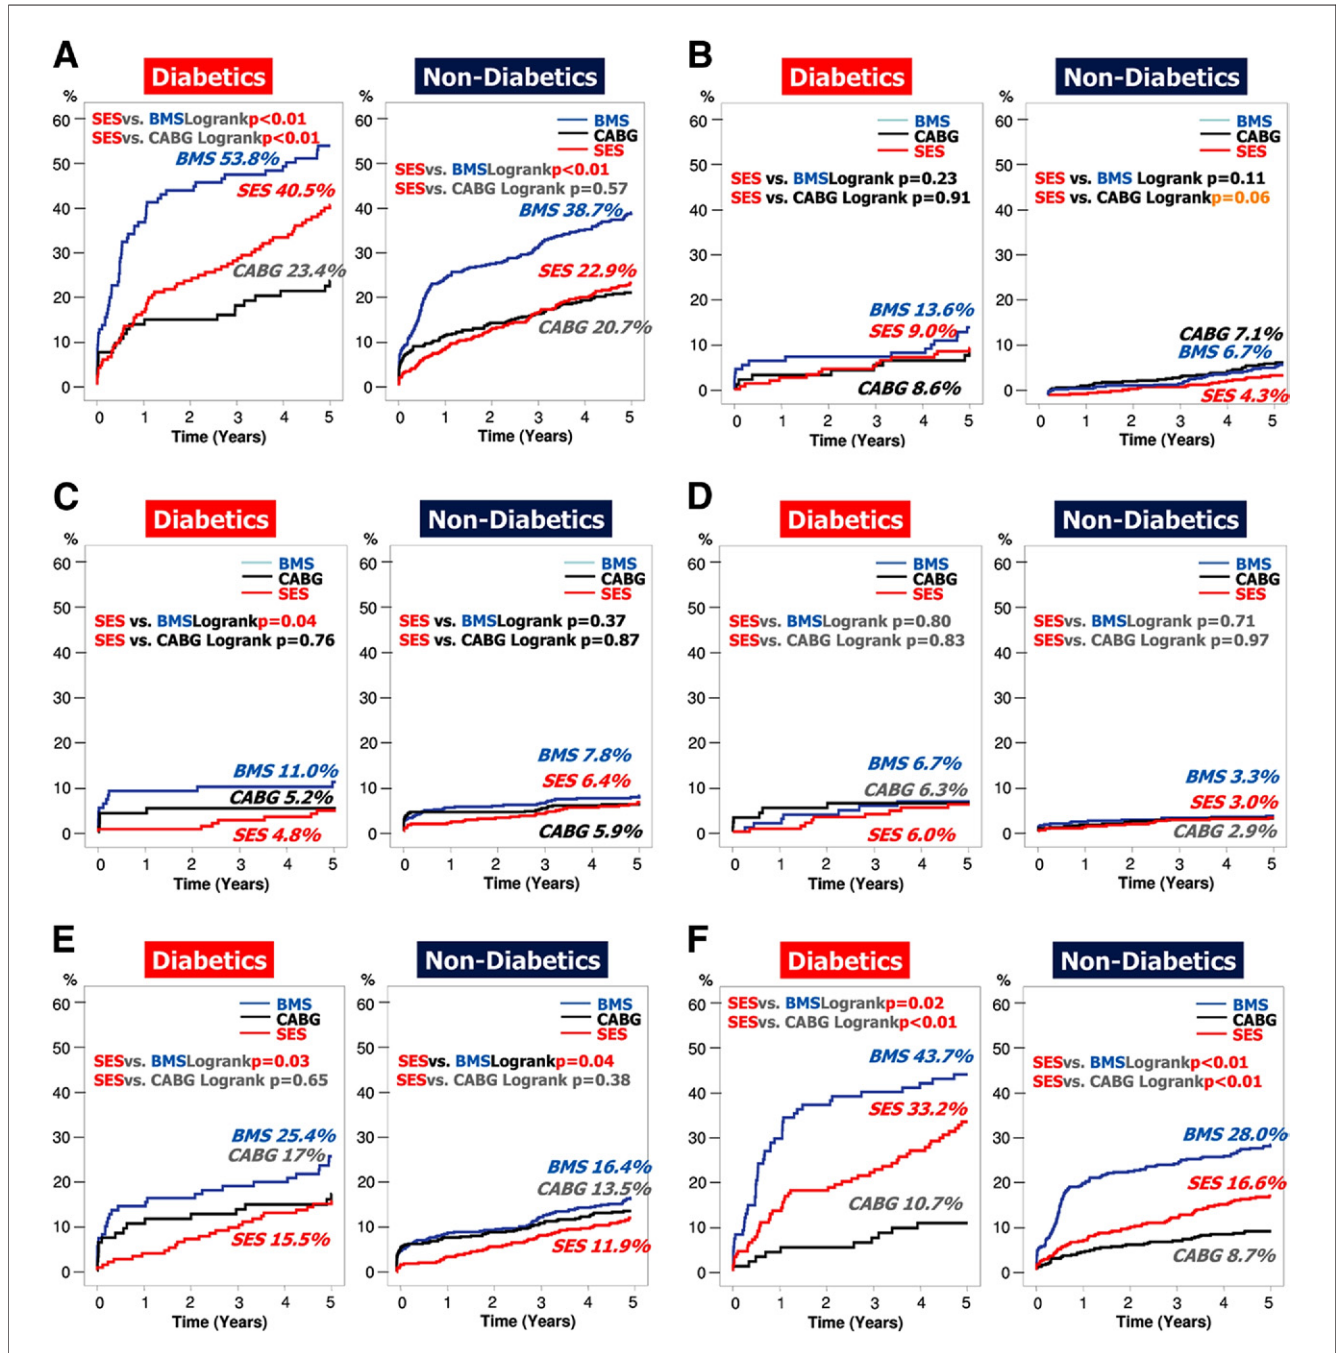 A
Diabetics
Non-Diabetics
%
60
50
40
30
20
10
0
SESvs. BMSLogrankp<0.01
SESvs. CABG Logrankp<0.01
BMS 53.8%
SES 40.5%
CABG 23.4%
0 1 2 3 4 5
Time (Years)
60
50
40
30
20
10
0
BMS
CABG
SES
SESvs. BMSLogrankp<0.01
SESvs. CABG Logrank p=0.57
BMS 38.7%
SES 22.9%
CABG 20.7%
0 1 2 3 4 5
Time (Years)
B
Diabetics
Non-Diabetics
%
60
50
40
30
20
10
0
BMS
CABG
SES
SES vs. BMSLogrank p=0.23
SES vs. CABG Logrank p=0.91
BMS 13.6%
SES 9.0%
CABG 8.6%
0 1 2 3 4 5
Time (Years)
60
50
40
30
20
10
0
BMS
CABG
SES
SES vs. BMS Logrank p=0.11
SES vs. CABG Logrankp=0.06
CABG 7.1%
BMS 6.7%
SES 4.3%
0 1 2 3 4 5
Time (Years)
C
Diabetics
Non-Diabetics
%
60
50
40
30
20
10
0
BMS
CABG
SES
SES vs. BMSLogrankp=0.04
SES vs. CABG Logrank p=0.76
BMS 11.0%
CABG 5.2%
SES 4.8%
0 1 2 3 4 5
Time (Years)
60
50
40
30
20
10
0
BMS
CABG
SES
SES vs. BMSLogrank p=0.37
SES vs. CABG Logrank p=0.87
BMS 7.8%
SES 6.4%
CABG 5.9%
0 1 2 3 4 5
Time (Years)
D
Diabetics
Non-Diabetics
%
60
50
40
30
20
10
0
BMS
CABG
SES
SESvs. BMSLogrank p=0.80
SESvs. CABG Logrank p=0.83
BMS 6.7%
CABG 6.3%
SES 6.0%
0 1 2 3 4 5
Time (Years)
60
50
40
30
20
10
0
BMS
CABG
SES
SESvs. BMSLogrank p=0.71
SESvs. CABG Logrank p=0.97
BMS 3.3%
SES 3.0%
CABG 2.9%
0 1 2 3 4 5
Time (Years)
E
Diabetics
Non-Diabetics
%
60
50
40
30
20
10
0
BMS
CABG
SES
SESvs. BMSLogrankp=0.03
SESvs. CABG Logrank p=0.65
BMS 25.4%
CABG 17%
SES 15.5%
0 1 2 3 4 5
Time (Years)
60
50
40
30
20
10
0
BMS
CABG
SES
SESvs. BMSLogrankp=0.04
SESvs. CABG Logrank p=0.38
BMS 16.4%
CABG 13.5%
SES 11.9%
0 1 2 3 4 5
Time (Years)
F
Diabetics
Non-Diabetics
%
60
50
40
30
20
10
0
SESvs. BMSLogrankp=0.02
SESvs. CABG Logrankp<0.01
BMS 43.7%
SES 33.2%
CABG 10.7%
0 1 2 3 4 5
Time (Years)
60
50
40
30
20
10
0
BMS
CABG
SES
SESvs. BMSLogrankp<0.01
SESvs. CABG Logrankp<0.01
BMS 28.0%
SES 16.6%
CABG 8.7%
0 1 2 3 4 5
Time (Years)